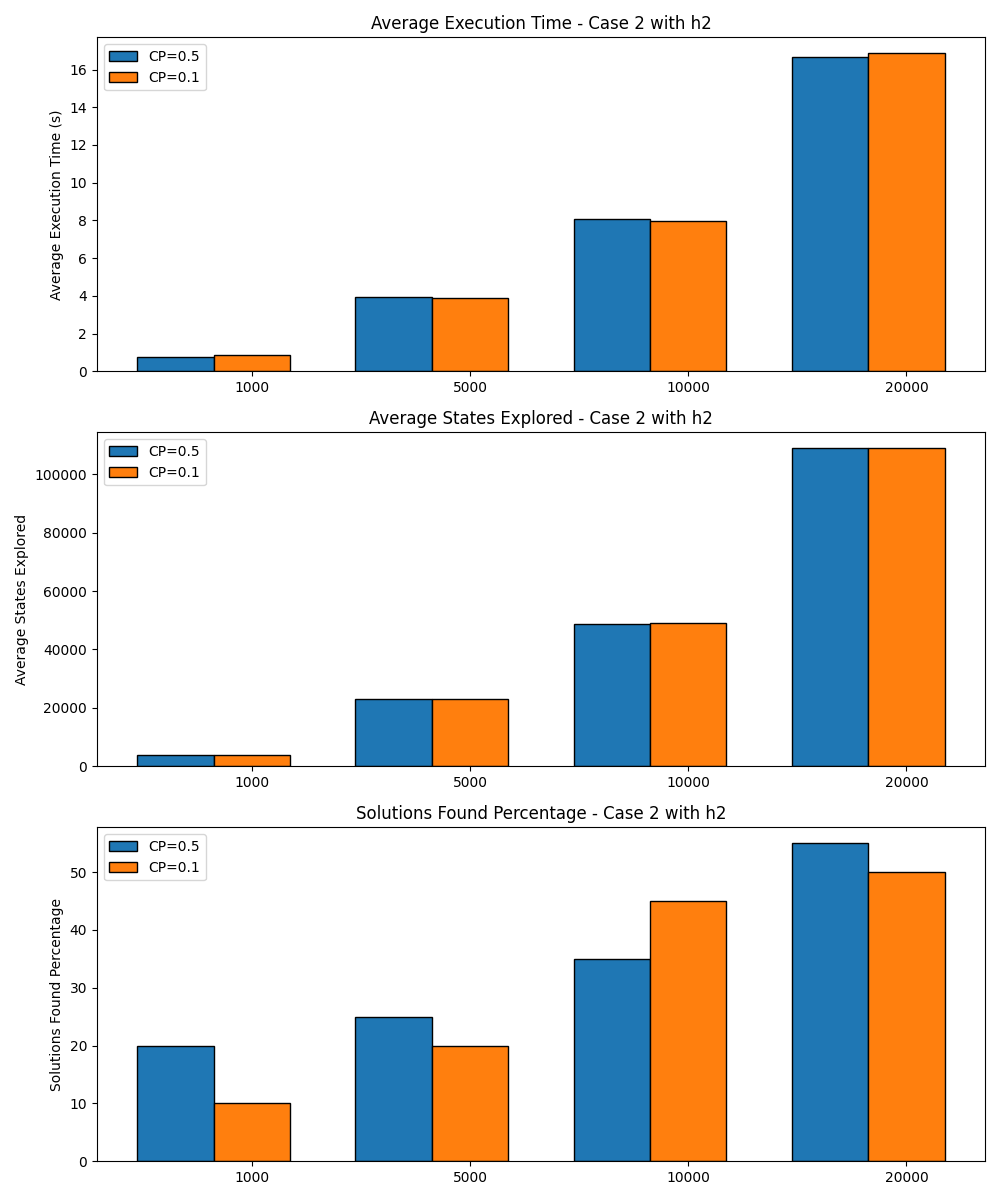 Average Execution Time - Case 2 with h2
CP=0.5
CP=0.1
Average Execution Time (s)
16
14
12
10
8
6
4
2
0
1000 5000 10000 20000
Average States Explored - Case 2 with h2
CP=0.5
CP=0.1
Average States Explored
100000
80000
60000
40000
20000
0
1000 5000 10000 20000
Solutions Found Percentage - Case 2 with h2
CP=0.5
CP=0.1
Solutions Found Percentage
50
40
30
20
10
0
1000 5000 10000 20000